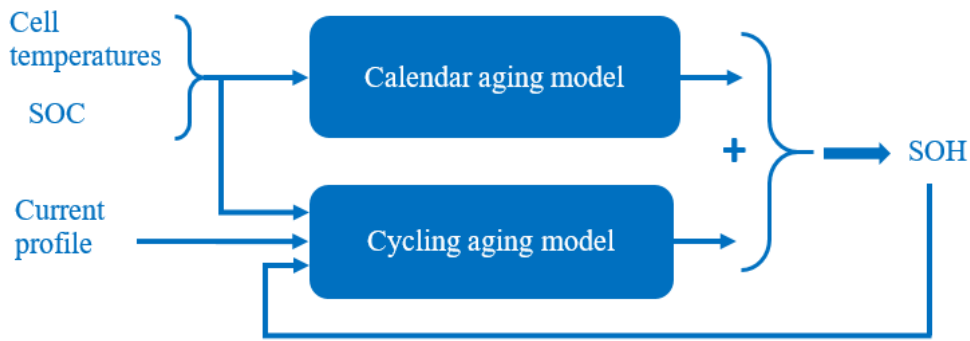 Cell
temperatures
SOC
Calendar aging model
+
SOH
Current
profile
Cycling aging model